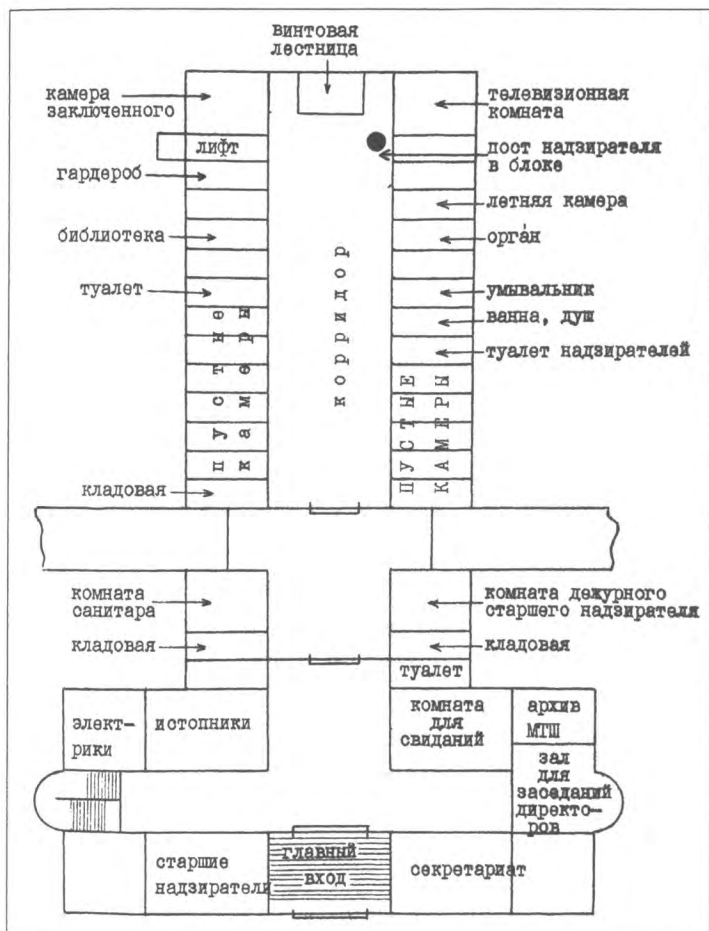 винтовая
лестница
камера
заключенного
телевизионная
комната
лифт
пост надзирателя
в блоке
гардероб
летняя камера
библиотека
орга́н
туалет
умывальник
ванна, душ
туалет надзирателей
корридор
пустые
камеры
ПУСТЫЕ
КАМЕРЫ
кладовая
комната
санитара
комната дежурного
старшего надзирателя
кладовая
кладовая
туалет
элект-
рики
истопники
комната
для
свиданий
архив
МТШ
зал
для
заседаний
директо-
ров
старшие
надзиратели
главный
вход
секретариат